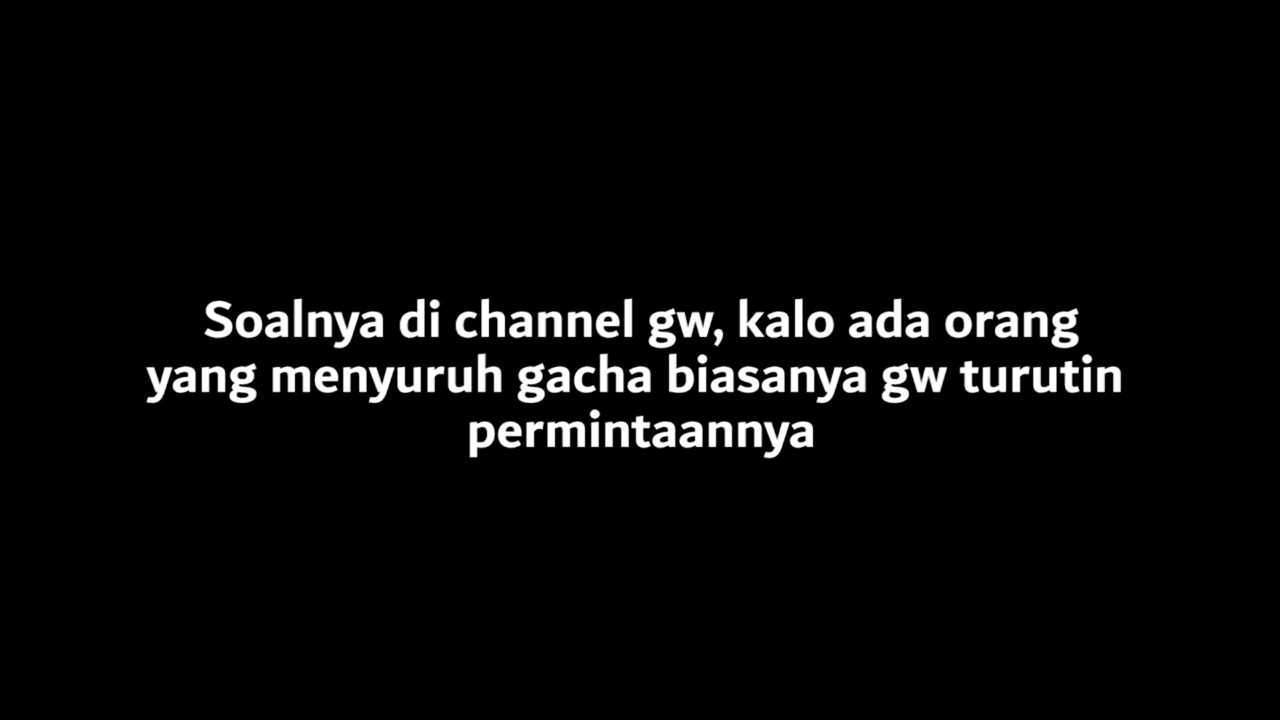 Soalnya di channel gw, kalo ada orang
yang menyuruh gacha biasanya gw turutin
permintaannya